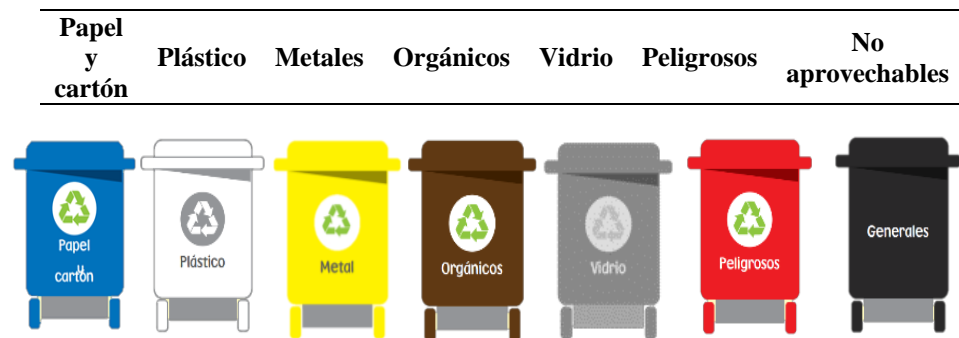 Papel
y
cartón
Plástico
Metales
Orgánicos
Vidrio
Peligrosos
No
aprovechables
Papel
y
cartón
Plástico
Metal
Orgánicos
Vidrio
Peligrosos
Generales